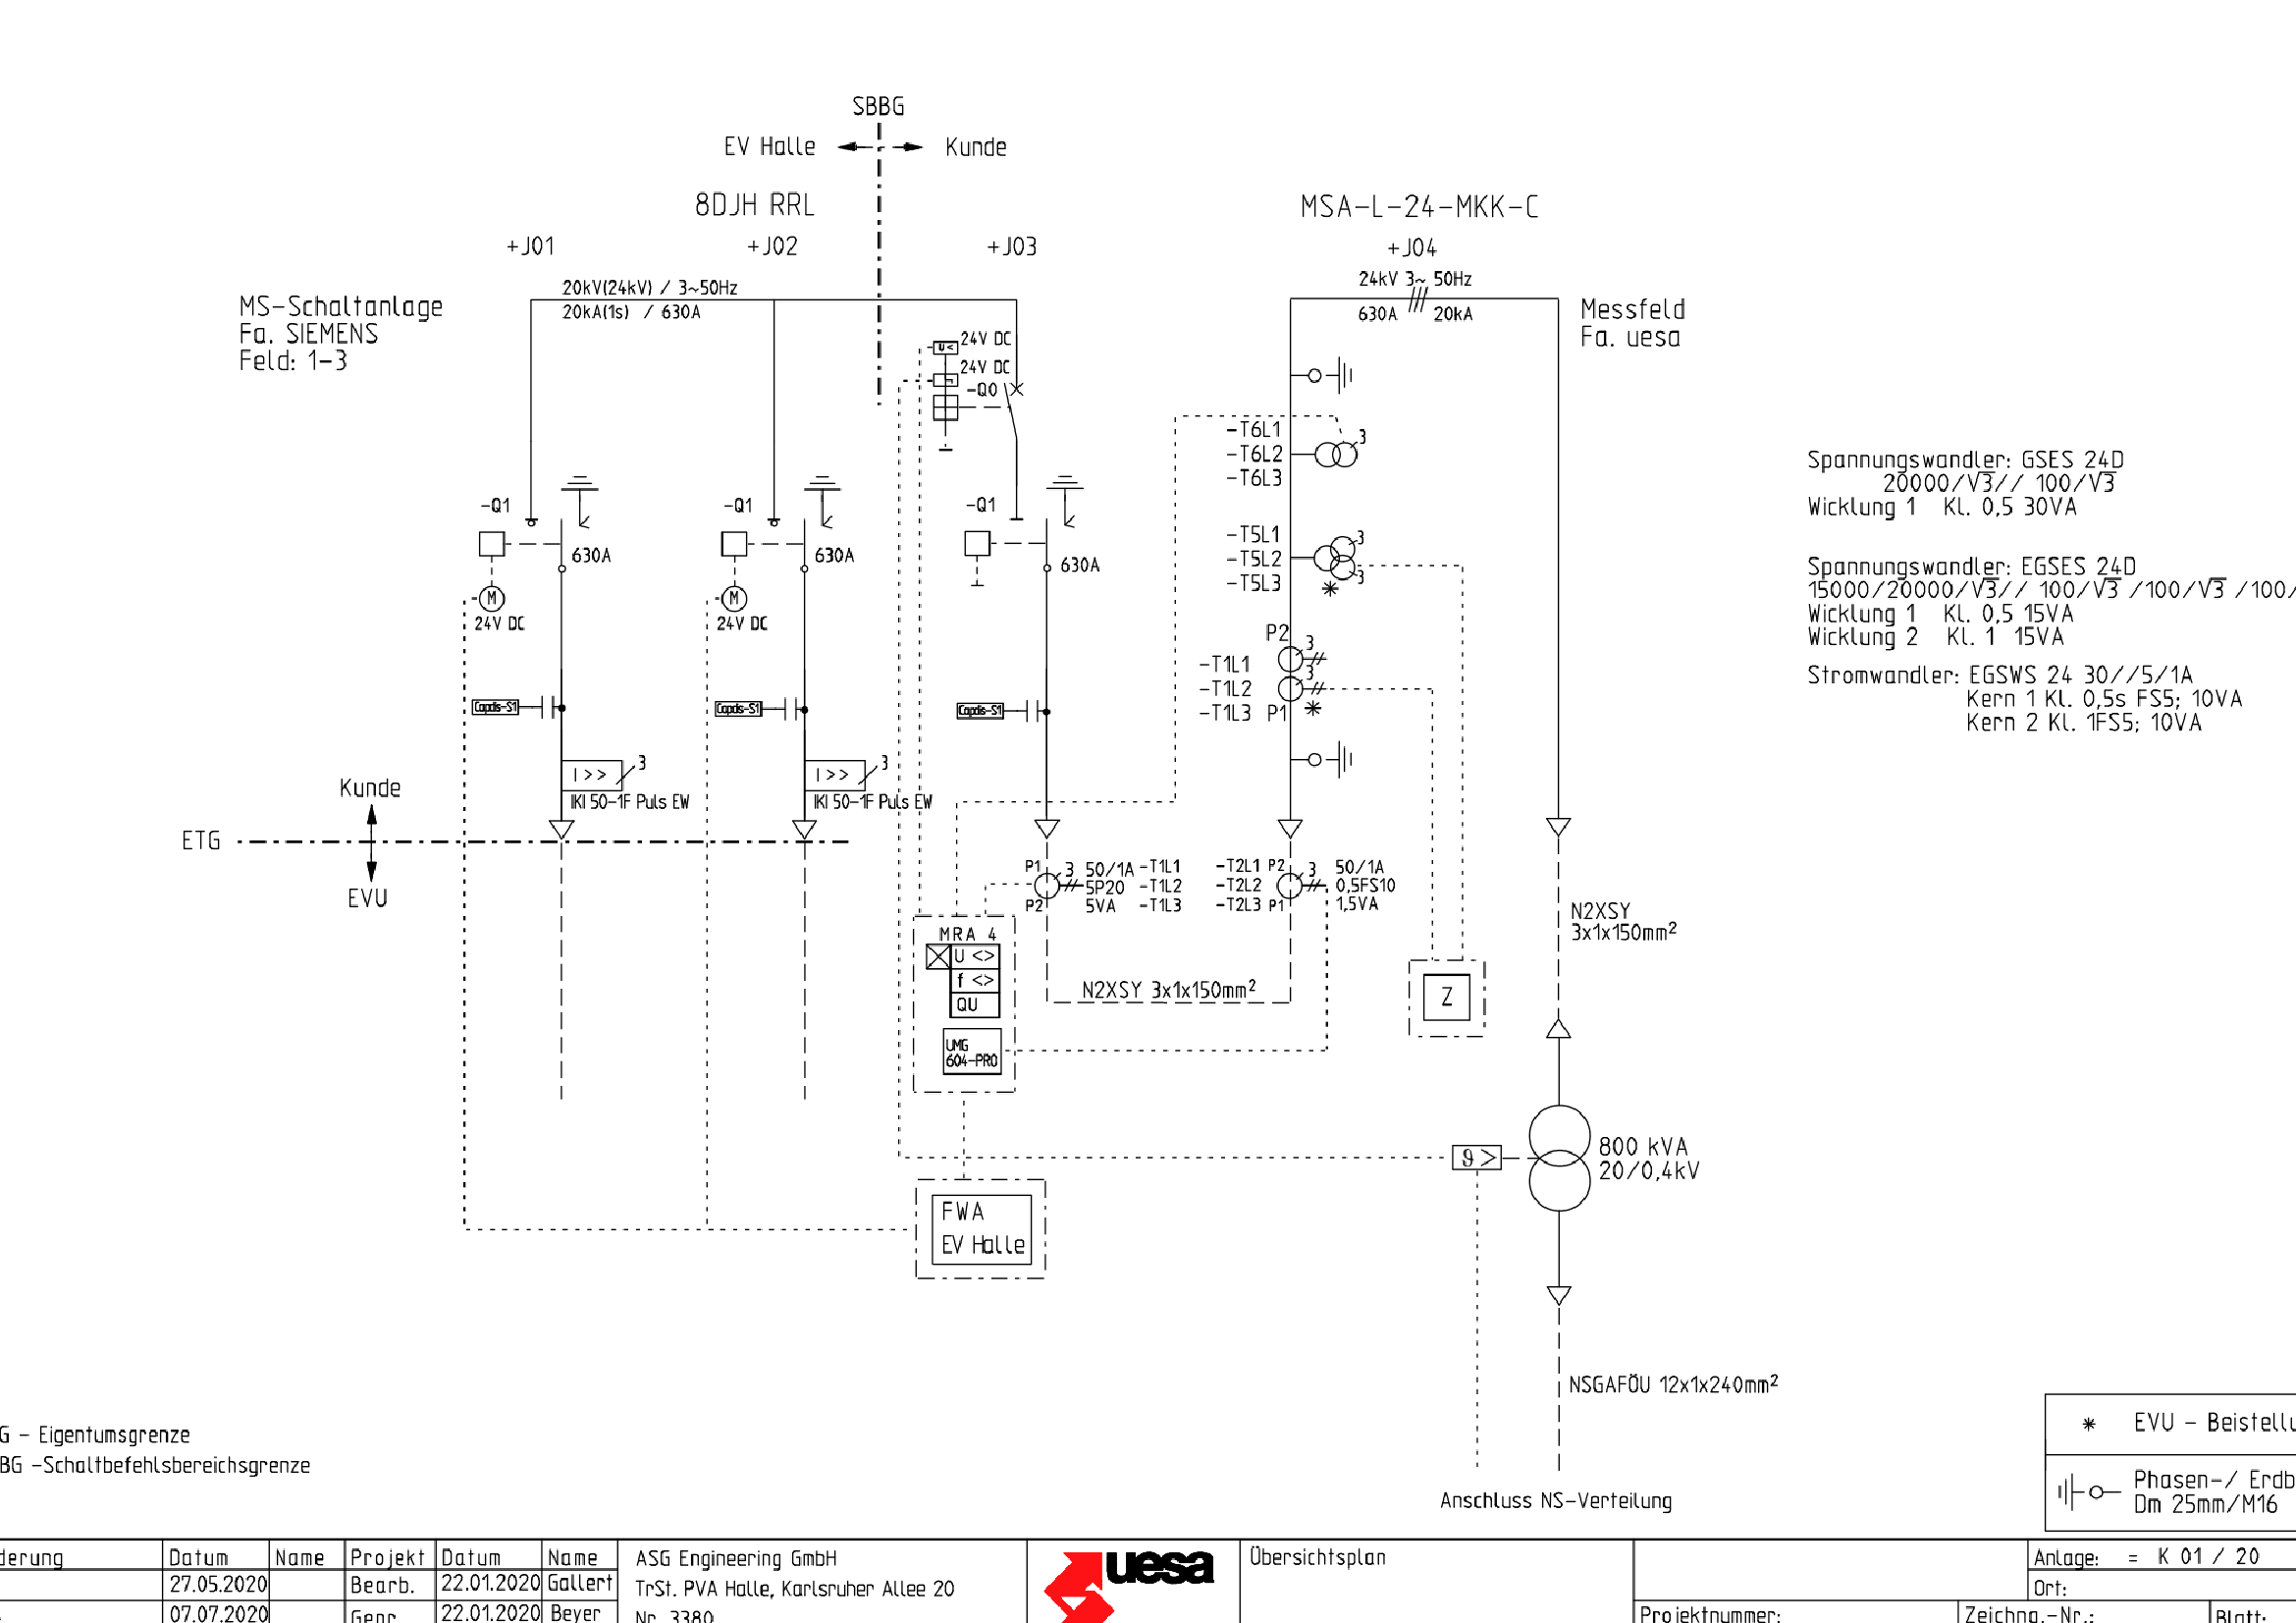 SBBG
EV Halle
Kunde
8DJH RRL
MSA-L-24-MKK-C
+J01
+J02
+J03
+J04
20kV(24kV) / 3~50Hz
20kA(1s) / 630A
24kV 3~ 50Hz
630A
20kA
MS-Schaltanlage
Fa. SIEMENS
Feld: 1-3
Messfeld
Fa. uesa
U<
24V DC
24V DC
-Q0
-T6L1
-T6L2
-T6L3
3
Spannungswandler: GSES 24D
20000/√3// 100/√3
Wicklung 1 Kl. 0,5 30VA
-Q1
630A
-Q1
630A
-Q1
630A
-T5L1
-T5L2
-T5L3
3
3
*
Spannungswandler: EGSES 24D
15000/20000/√3// 100/√3 /100/√3 /100/
Wicklung 1 Kl. 0,5 15VA
Wicklung 2 Kl. 1 15VA
M
24V DC
M
24V DC
P2
3
3
-T1L1
-T1L2
-T1L3
P1
*
Stromwandler: EGSWS 24 30//5/1A
Kern 1 Kl. 0,5s FS5; 10VA
Kern 2 Kl. 1FS5; 10VA
Capdis-S1
Capdis-S1
Capdis-S1
I >>
3
IKI 50-1F Puls EW
I >>
3
IKI 50-1F Puls EW
Kunde
ETG
EVU
P1
3
50/1A
5P20
5VA
P2
-T1L1
-T1L2
-T1L3
-T2L1
-T2L2
-T2L3
P2
P1
3
50/1A
0,5FS10
1,5VA
N2XSY
3x1x150mm²
MRA 4
U <>
f <>
QU
UMG
604-PRO
N2XSY 3x1x150mm²
Z
ϑ >
800 kVA
20/0,4kV
FWA
EV Halle
NSGAFÖU 12x1x240mm²
Anschluss NS-Verteilung
G - Eigentumsgrenze
BG -Schaltbefehlsbereichsgrenze
* EVU - Beistellu
Phasen-/ Erdb
Dm 25mm/M16
derung
Datum
Name
Projekt
Datum
Name
27.05.2020
Bearb.
22.01.2020
Gallert
07.07.2020
Gepr.
22.01.2020
Beyer
ASG Engineering GmbH
TrSt. PVA Halle, Karlsruher Allee 20
Nr. 3380
uesa
Übersichtsplan
Anlage: = K 01 / 20
Ort:
Projektnummer:
Zeichng.-Nr.:
Blatt: